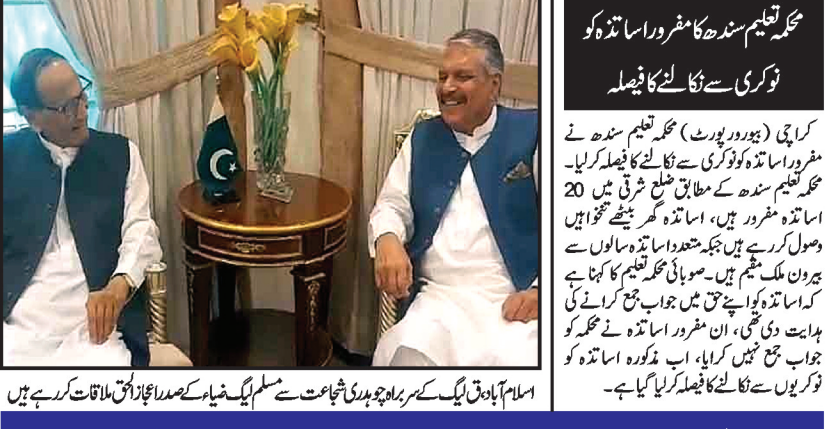 محکمہ تعلیم سندھ کا مفرور اساتذہ کو
نوکری سے نکالنے کا فیصلہ
کراچی (بیورورپورٹ) محکمہ تعلیم سندھ نے
مفرور اساتذہ کو نوکری سے نکالنے کا فیصلہ کرلیا۔
محکمہ تعلیم سندھ کے مطابق ضلع شرقی میں 20
اساتذہ مفرور ہیں، اساتذہ گھر بیٹھے تنخواہیں
وصول کررہے ہیں جبکہ متعدد اساتذہ سالوں سے
بیرون ملک مقیم ہیں۔ صوبائی محکمہ تعلیم کا کہنا ہے
کہ اساتذہ کو اپنے حق میں جواب جمع کرانے کی
ہدایت دی تھی، ان مفرور اساتذہ نے محکمہ کو
جواب جمع نہیں کرایا، اب مذکورہ اساتذہ کو
نوکریوں سے نکالنے کا فیصلہ کرلیا گیا ہے۔
اسلام آباد، ق لیگ کے سربراہ چوہدری شجاعت سے مسلم لیگ ضیاء کے صدر اعجاز الحق ملاقات کررہے ہیں